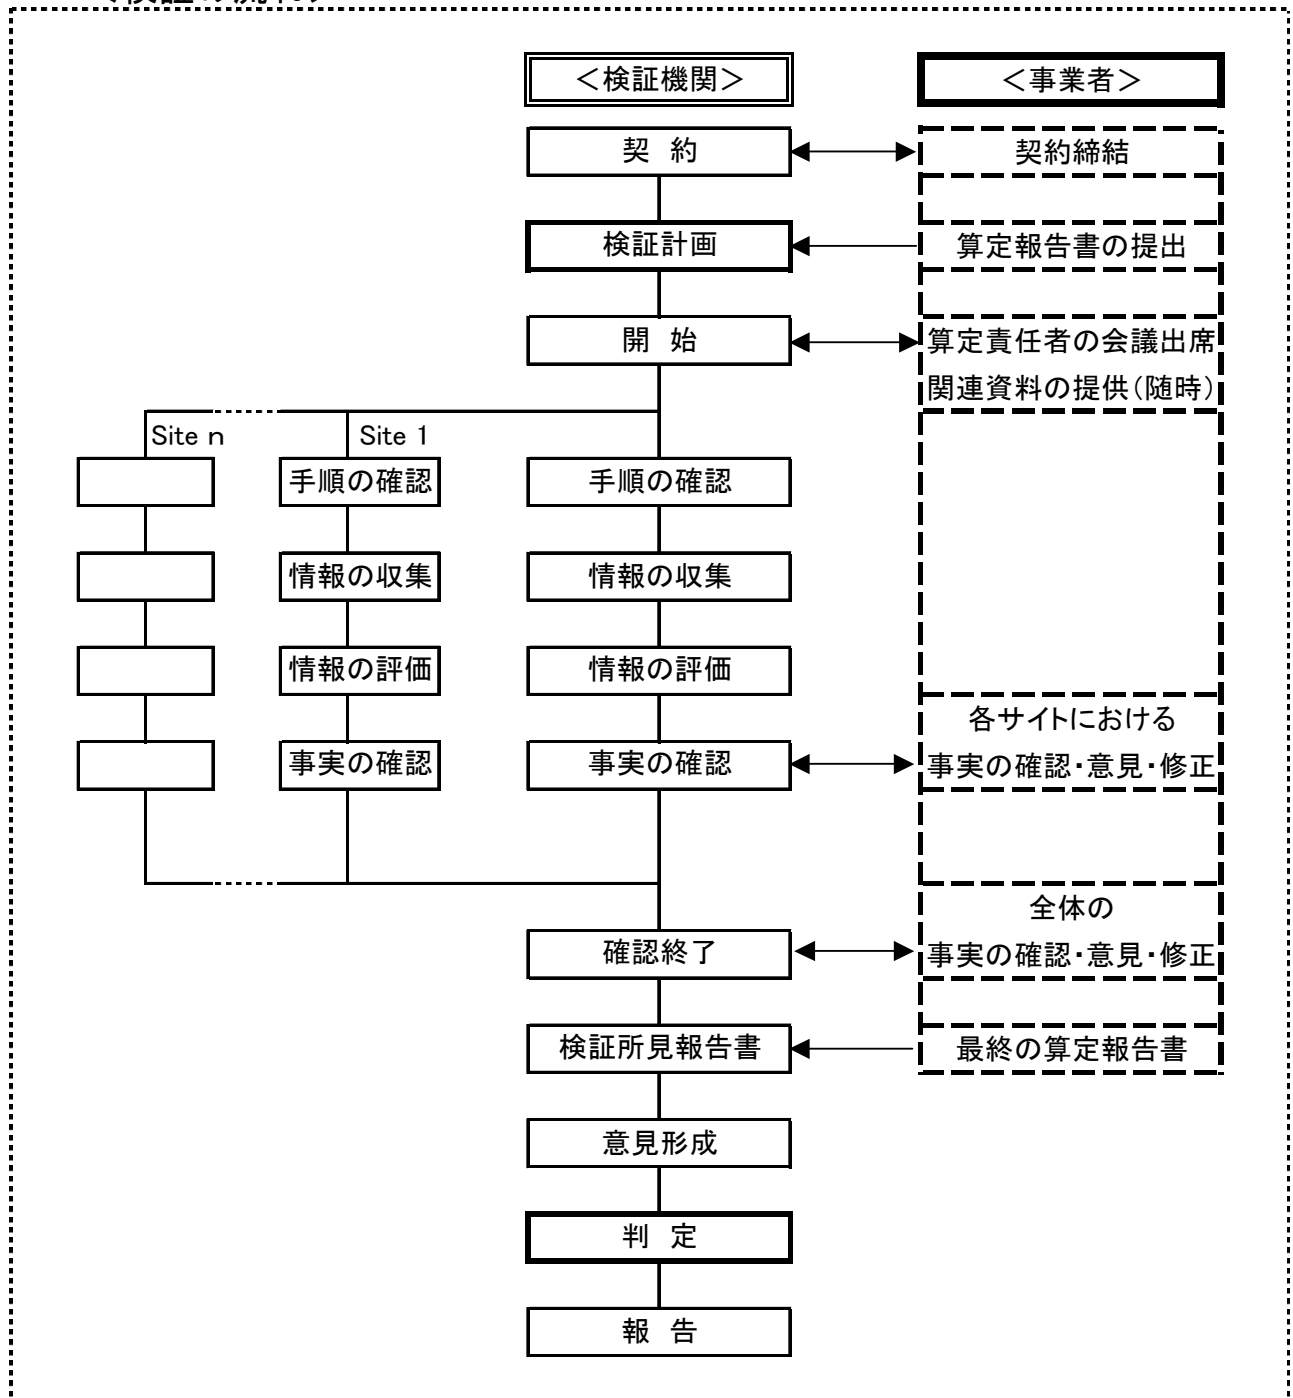 ＜検証機関＞
＜事業者＞
契 約
契約締結
検証計画
算定報告書の提出
開 始
算定責任者の会議出席
関連資料の提供（随時）
Site n
Site 1
手順の確認
手順の確認
情報の収集
情報の収集
情報の評価
情報の評価
各サイトにおける
事実の確認
事実の確認
事実の確認・意見・修正
全体の
確認終了
事実の確認・意見・修正
検証所見報告書
最終の算定報告書
意見形成
判 定
報 告